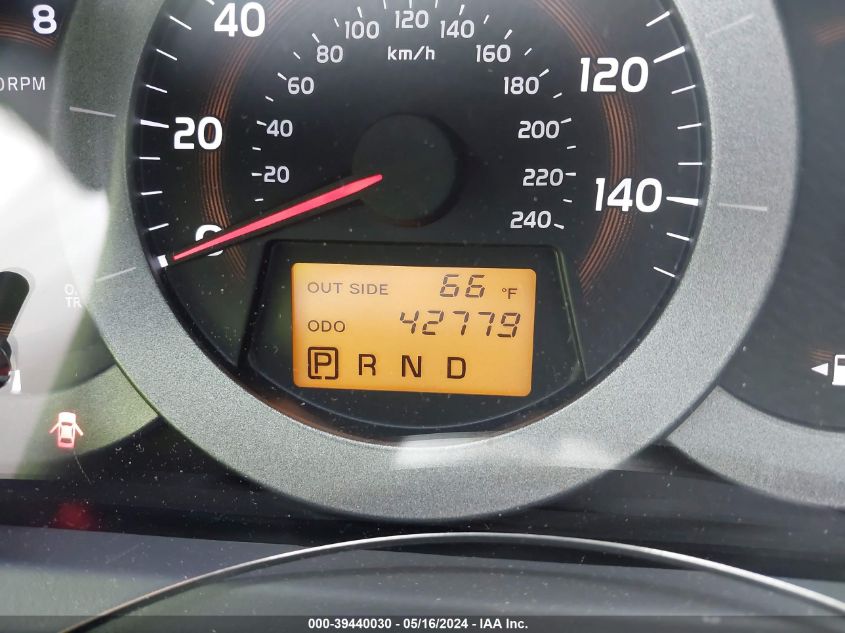 8
0RPM
0 20 40 120 140
20 40 60 80 100 120 140 160 180 200 220 240
km/h
OUT SIDE 66 °F
ODO 42779
P R N D
000-39440030 - 05/16/2024 - IAA Inc.